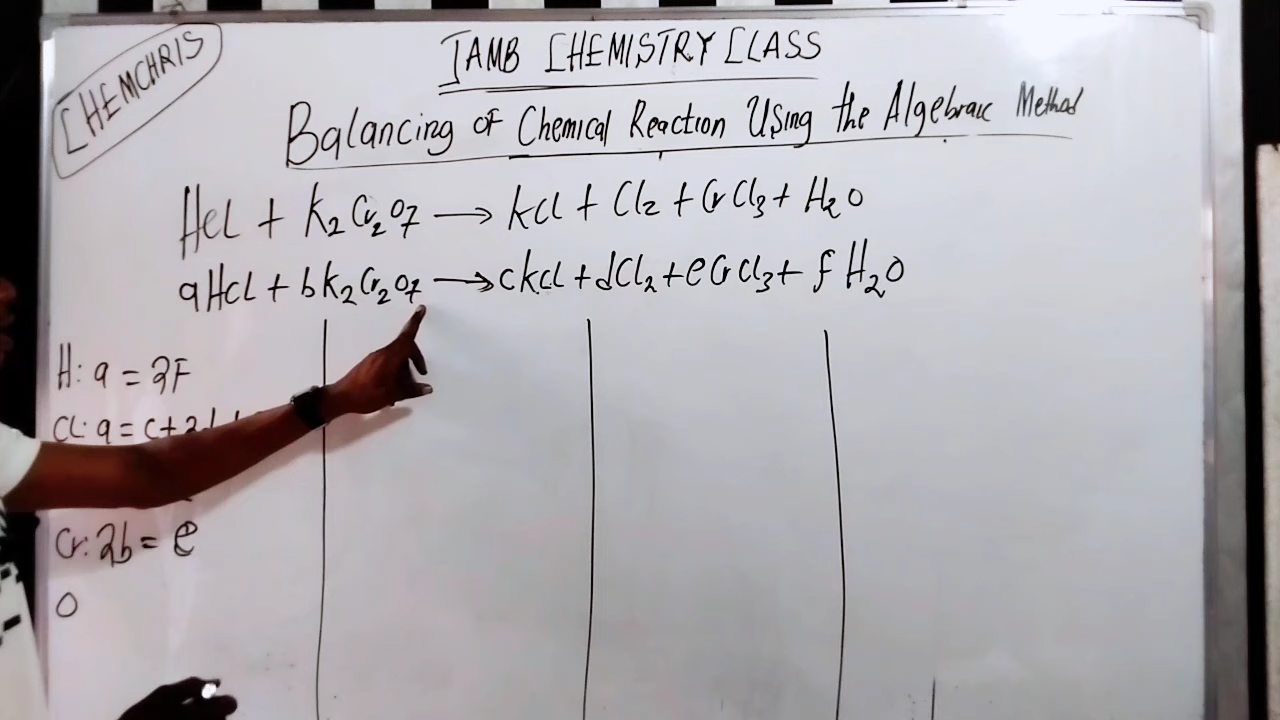 CHEMCHRIS
JAMB CHEMISTRY CLASS
Balancing of Chemical Reaction Using the Algebraic Method
HCl + K₂Cr₂O₇ → KCl + Cl₂ + CrCl₃ + H₂O
aHCl + bK₂Cr₂O₇ → cKCl + dCl₂ + eCrCl₃ + fH₂O
H: a = 2F
Cl: a = c + 2d +
Cr: 2b = e
O